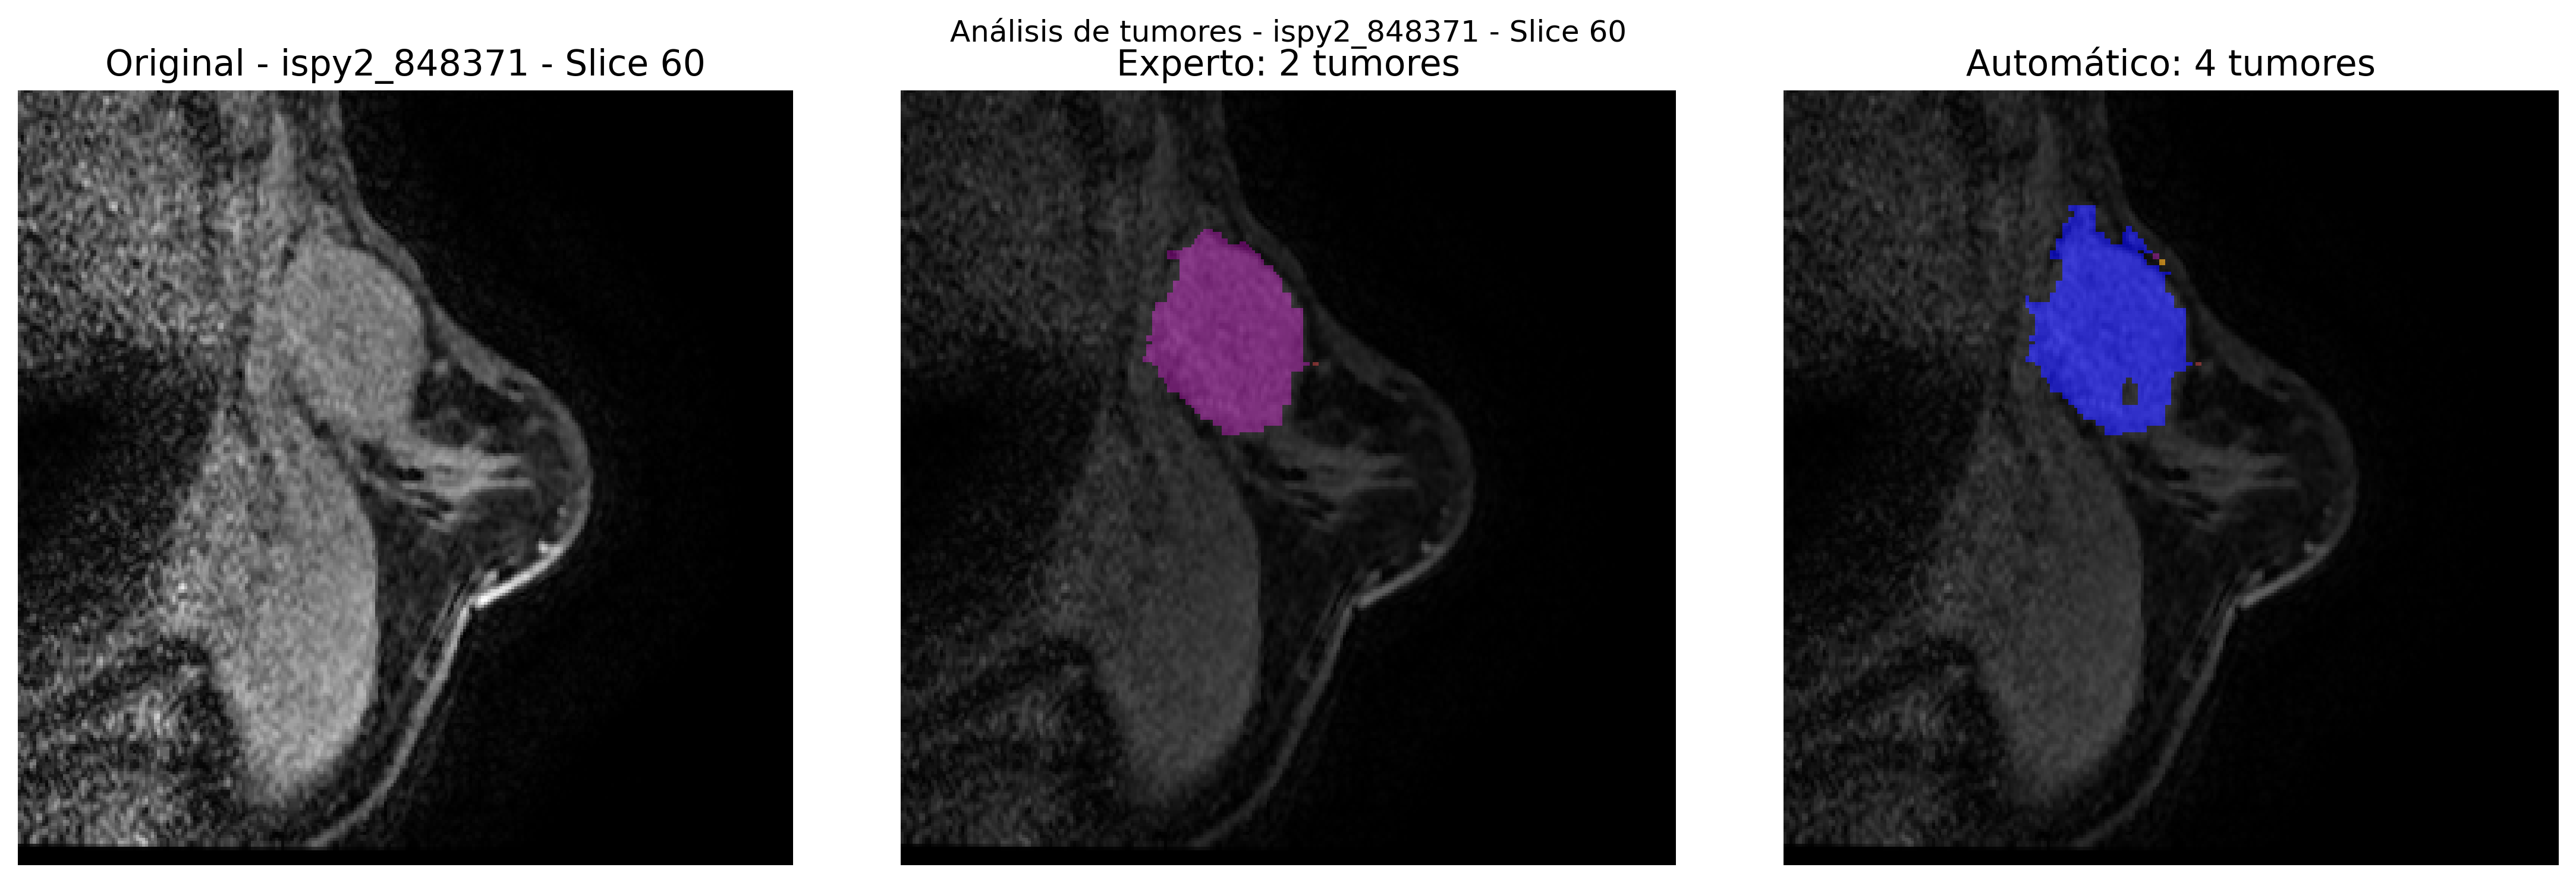 Análisis de tumores - ispy2_848371 - Slice 60
Original - ispy2_848371 - Slice 60
Experto: 2 tumores
Automático: 4 tumores